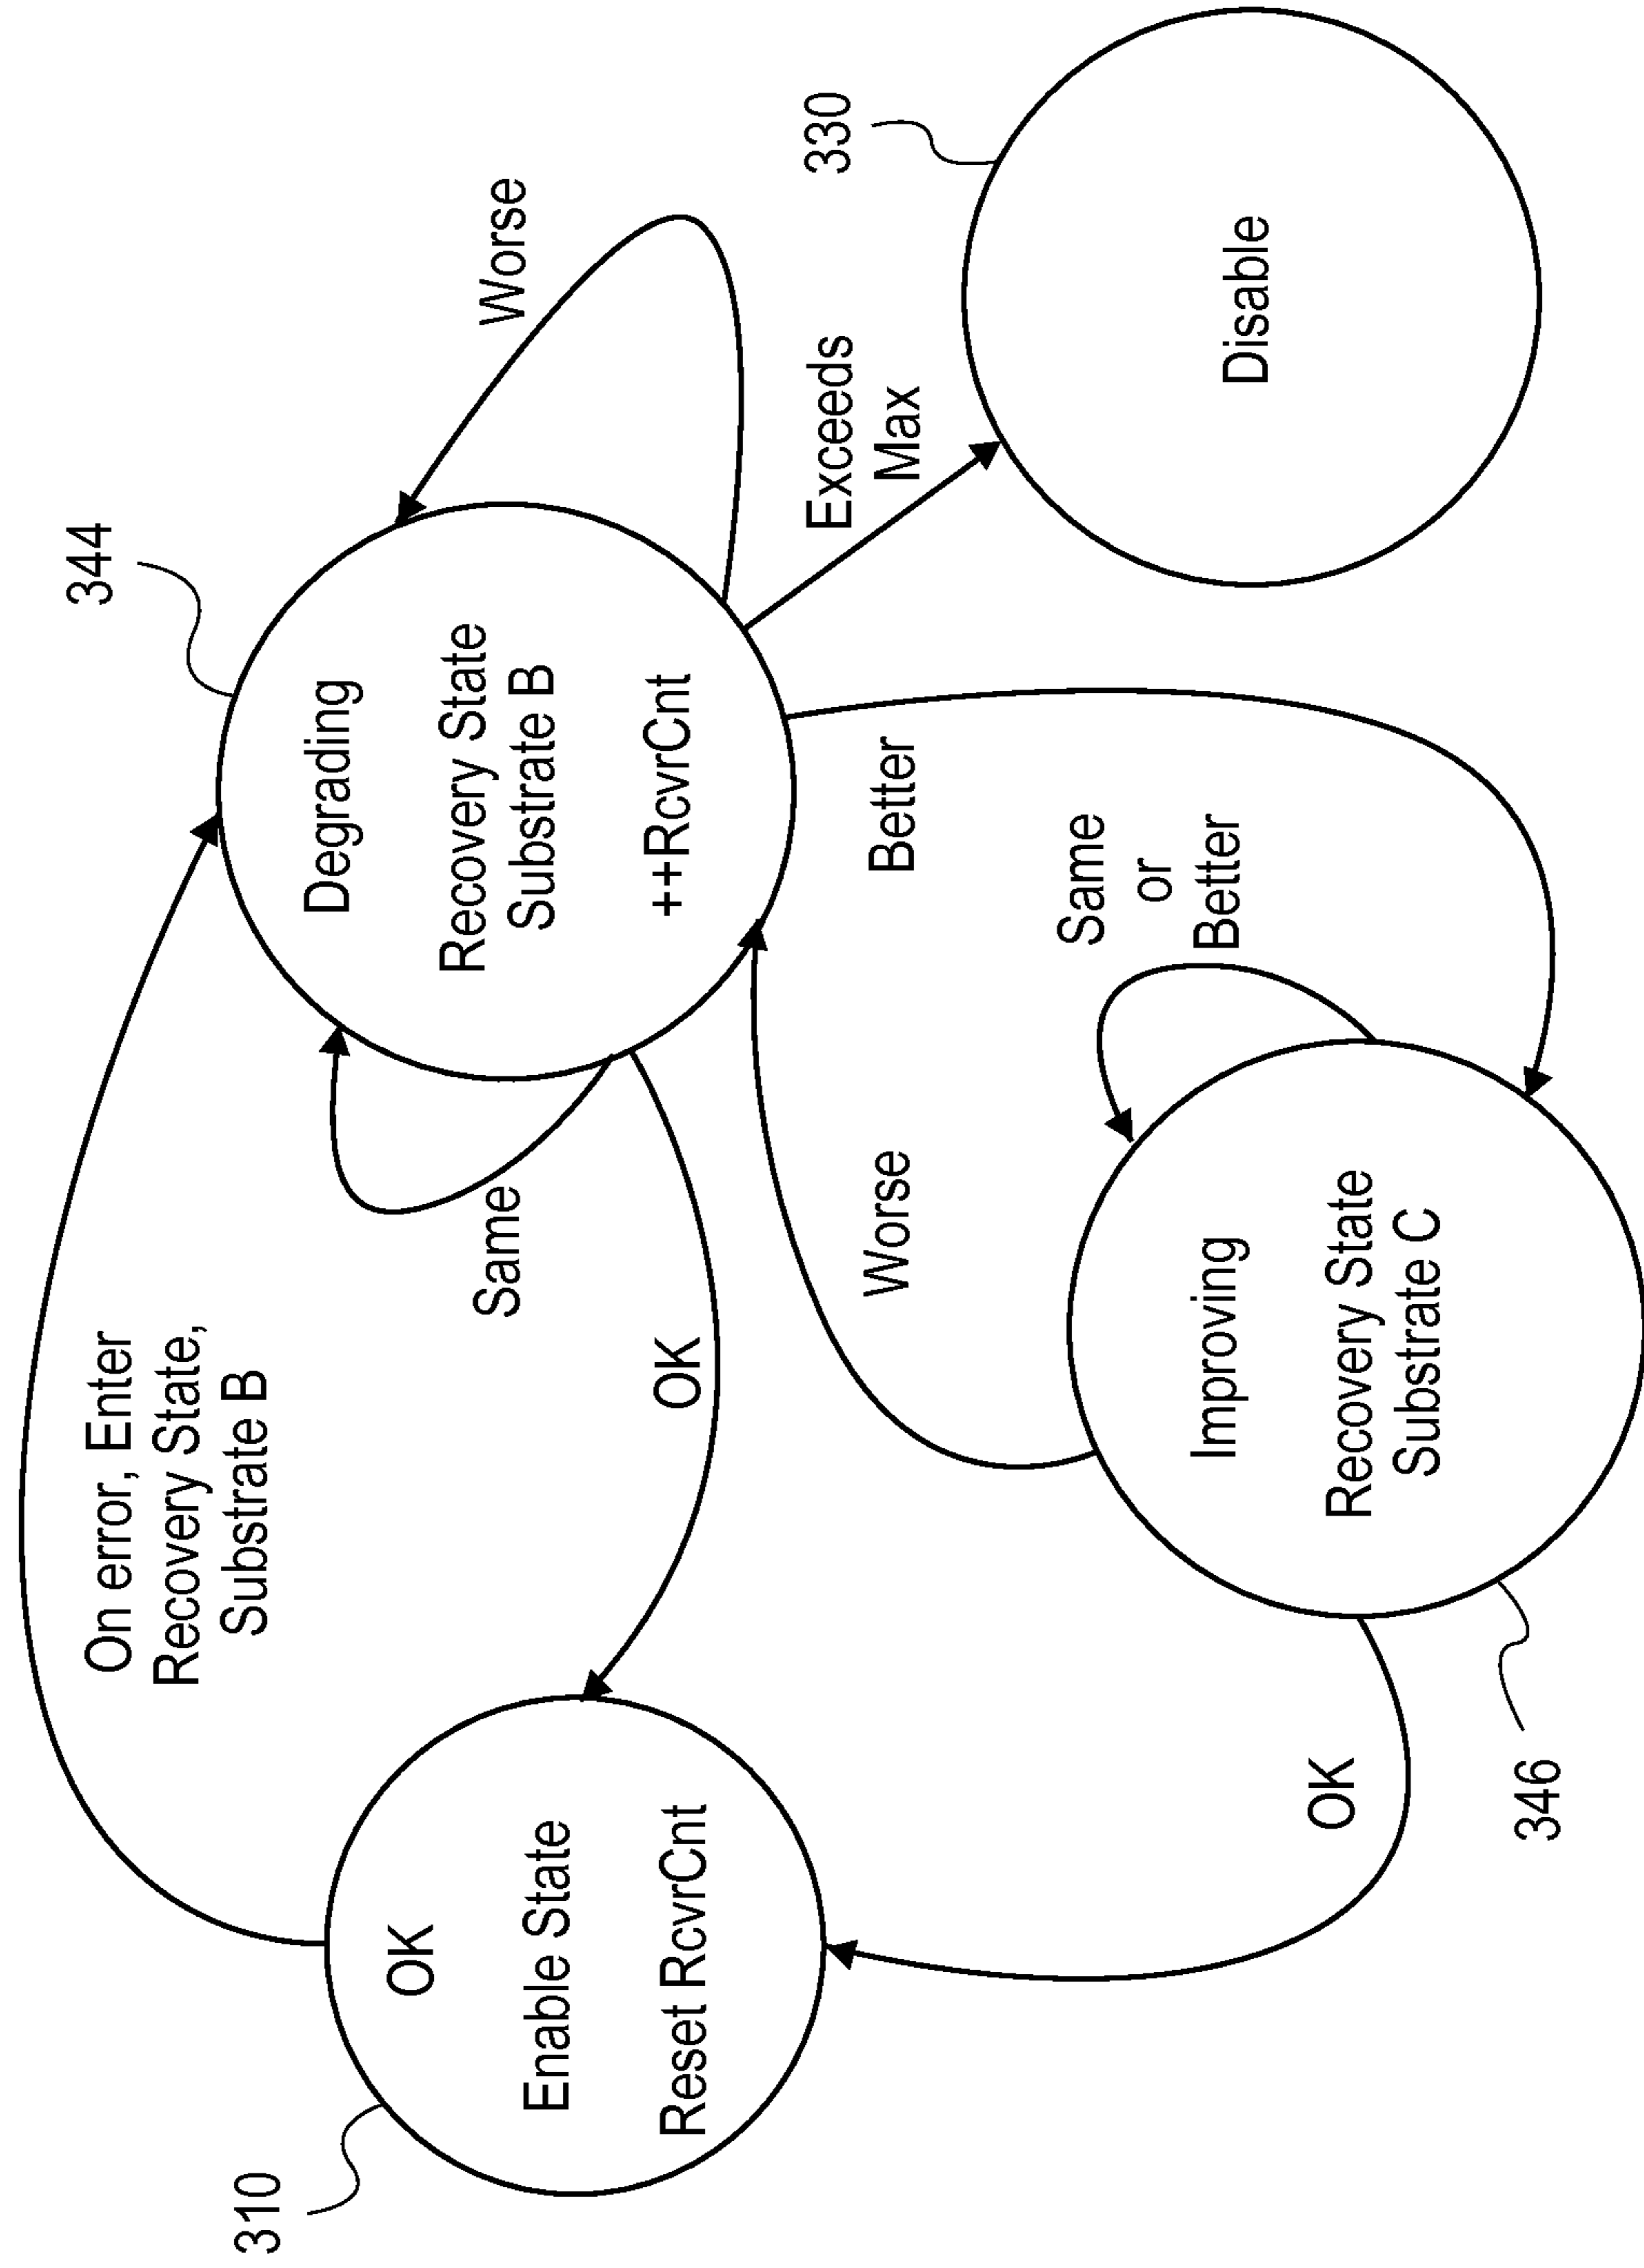 On error, Enter
Recovery State,
Substrate B
344
Degrading
Recovery State
Substrate B
++RcvrCnt
Worse
310
OK
Enable State
Reset RcvrCnt
Same
OK
Exceeds
Max
330
Disable
Worse
Better
Same
or
Better
Improving
Recovery State
Substrate C
OK
346